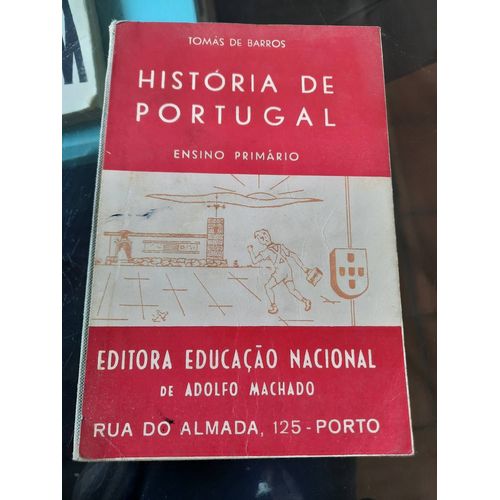 TOMÁS DE BARROS
HISTÓRIA DE
PORTUGAL
ENSINO PRIMÁRIO
EDITORA EDUCAÇÃO NACIONAL
DE ADOLFO MACHADO
RUA DO ALMADA, 125 - PORTO